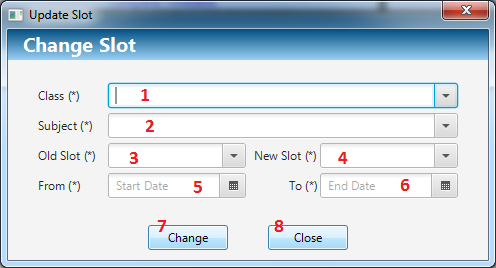 Update Slot
Change Slot
Class (*) 1
Subject (*) 2
Old Slot (*) 3 New Slot (*) 4
From (*) Start Date 5 To (*) End Date 6
7 8
Change Close